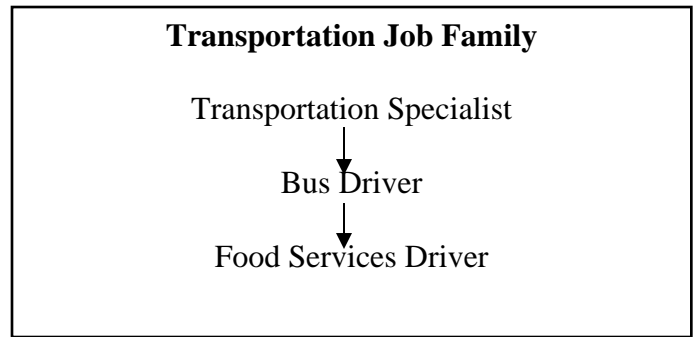 Transportation Job Family
Transportation Specialist
Bus Driver
Food Services Driver